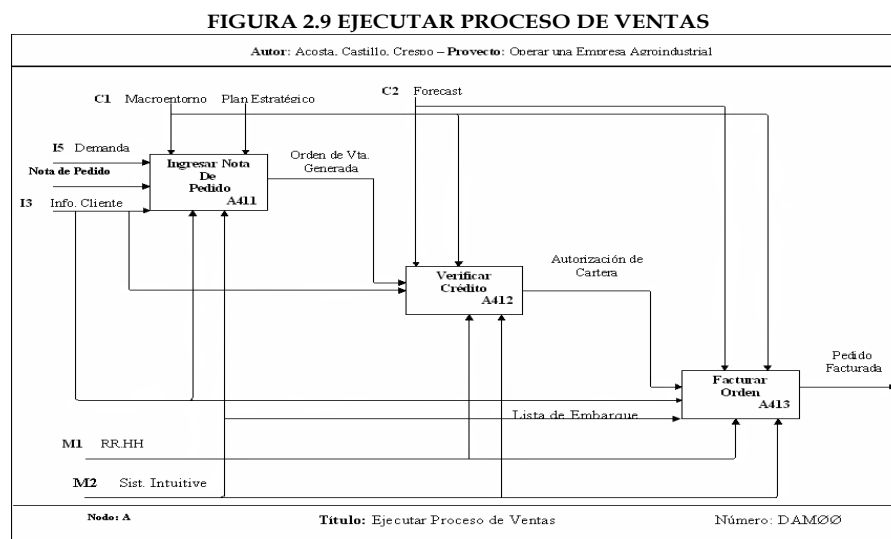 FIGURA 2.9 EJECUTAR PROCESO DE VENTAS
Autor: Acosta, Castillo, Crespo – Proyecto: Operar una Empresa Agroindustrial
C1 Macroentorno Plan Estratégico
C2 Forecast
I5 Demanda
Nota de Pedido
I3 Info. Cliente
Ingresar Nota
De
Pedido
A411
Orden de Vta.
Generada
Verificar
Crédito
A412
Autorización de
Cartera
Facturar
Orden
A413
Pedido
Facturada
Lista de Embarque
M1 RR.HH
M2 Sist. Intuitive
Nodo: A
Título: Ejecutar Proceso de Ventas
Número: DAMØØ